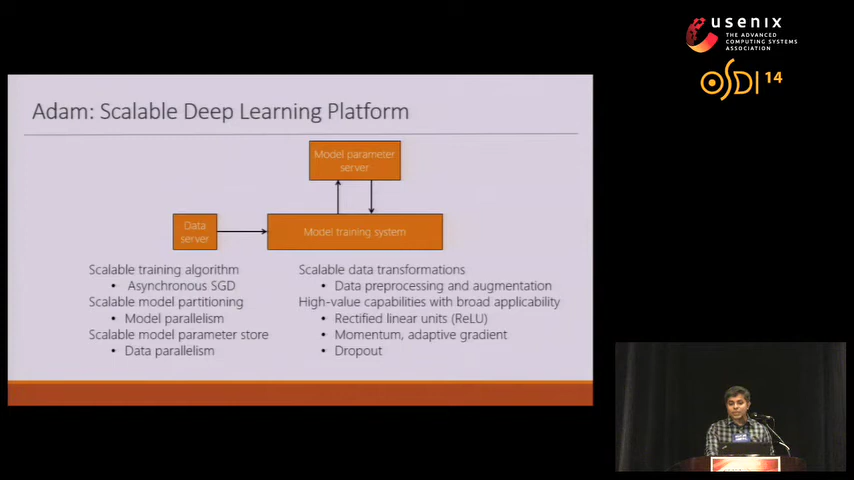 usenix
THE ADVANCED
COMPUTING SYSTEMS
ASSOCIATION
OSDI 14
Adam: Scalable Deep Learning Platform
Model parameter
server
Data
server
Model training system
Scalable training algorithm
• Asynchronous SGD
Scalable model partitioning
• Model parallelism
Scalable model parameter store
• Data parallelism
Scalable data transformations
• Data preprocessing and augmentation
High-value capabilities with broad applicability
• Rectified linear units (ReLU)
• Momentum, adaptive gradient
• Dropout